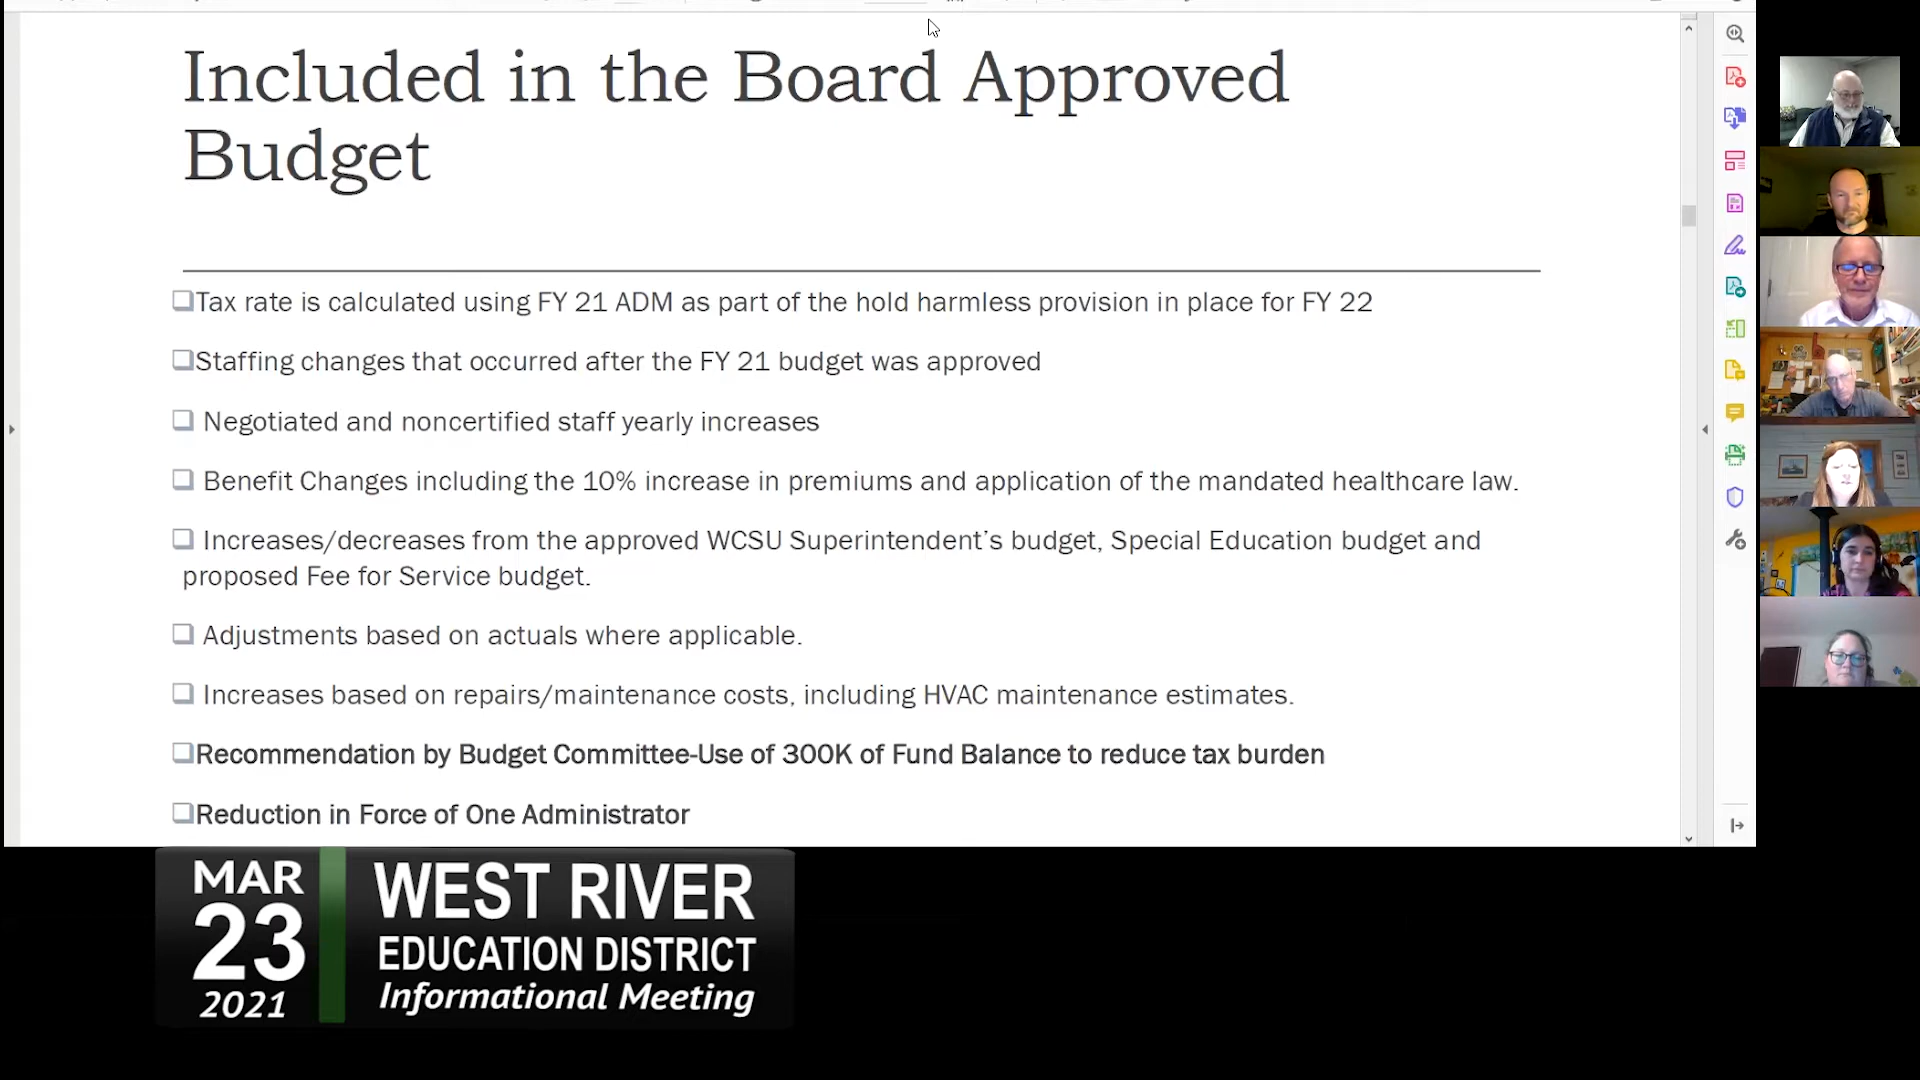 Included in the Board Approved
Budget
Tax rate is calculated using FY 21 ADM as part of the hold harmless provision in place for FY 22
Staffing changes that occurred after the FY 21 budget was approved
Negotiated and noncertified staff yearly increases
Benefit Changes including the 10% increase in premiums and application of the mandated healthcare law.
Increases/decreases from the approved WCSU Superintendent’s budget, Special Education budget and
proposed Fee for Service budget.
Adjustments based on actuals where applicable.
Increases based on repairs/maintenance costs, including HVAC maintenance estimates.
Recommendation by Budget Committee-Use of 300K of Fund Balance to reduce tax burden
Reduction in Force of One Administrator
MAR
23
2021
WEST RIVER
EDUCATION DISTRICT
Informational Meeting